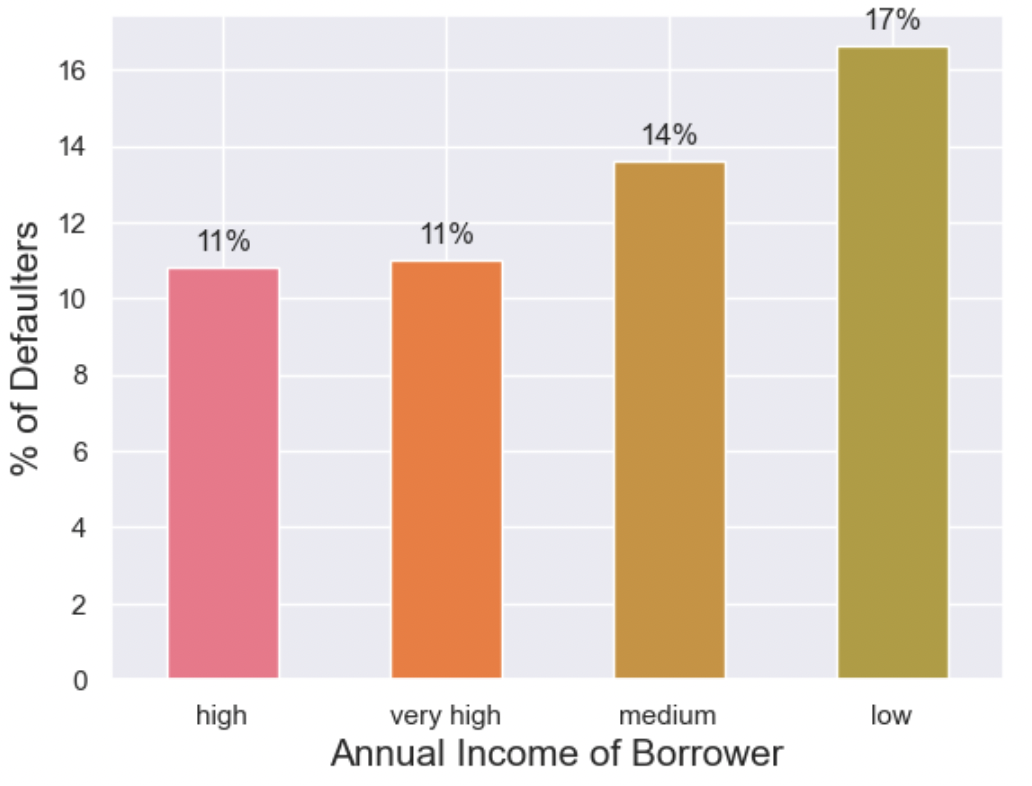 17%
16
14%
14
12
11%
11%
10
8
6
4
2
0
% of Defaulters
high
very high
medium
low
Annual Income of Borrower